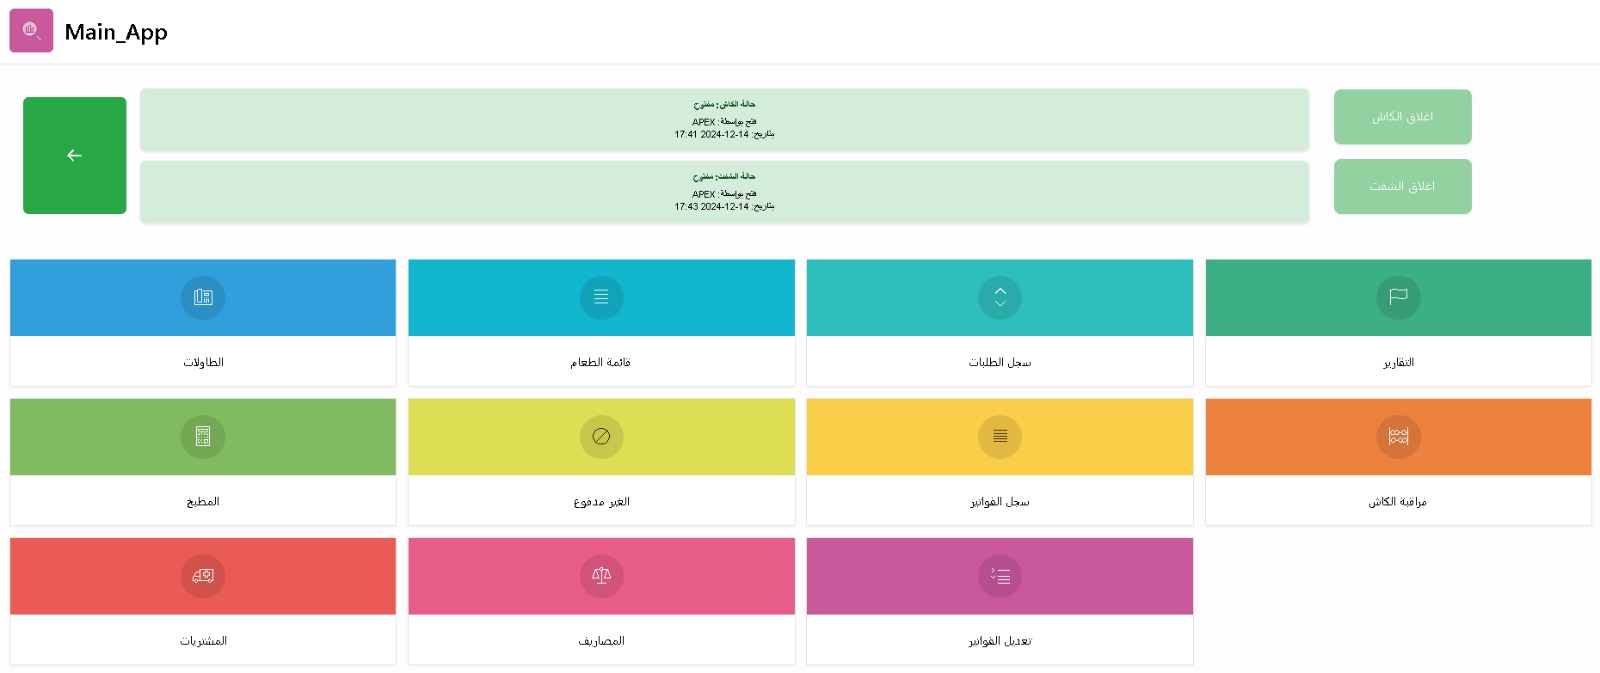 Main_App
حالة الكاش: مفتوح
فتح بواسطة: APEX
بتاريخ: 14-12-2024 17:41
اغلاق الكاش
حالة الشفت: مفتوح
فتح بواسطة: APEX
بتاريخ: 14-12-2024 17:43
اغلاق الشفت
الطاولات
قائمة الطعام
سجل الطلبات
التقارير
المطبخ
الغير مدفوع
سجل الفواتير
مراقبة الكاش
المشتريات
المصاريف
تعديل الفواتير